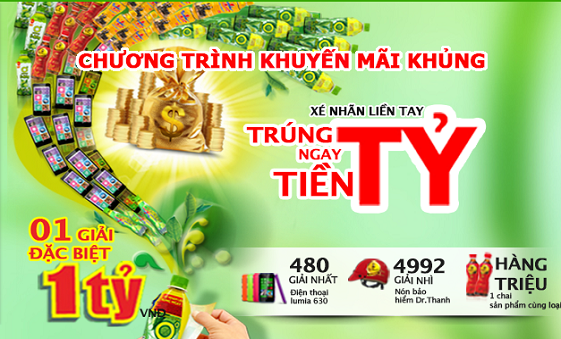 CHƯƠNG TRÌNH KHUYẾN MÃI KHỦNG
XÉ NHÃN LIỀN TAY
TRÚNG
NGAY
TIỀN TỶ
01 GIẢI
ĐẶC BIỆT
1 tỷ
VNĐ
480
GIẢI NHẤT
Điện thoại
lumia 630
4992
GIẢI NHÌ
Nón bảo
hiểm Dr.Thanh
HÀNG
TRIỆU
1 chai
sản phẩm cùng loại